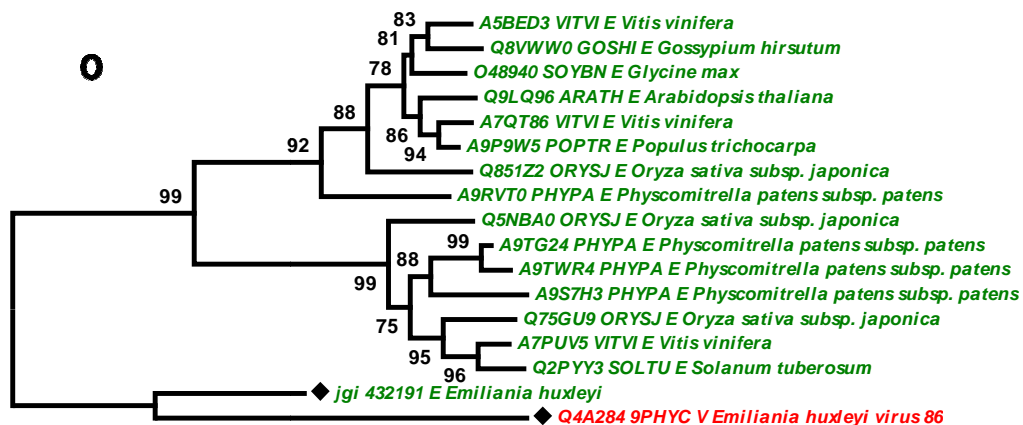 83
A5BED3 VITVI E Vitis vinifera
81
Q8VWW0 GOSHI E Gossypium hirsutum
O
78
O48940 SOYBN E Glycine max
Q9LQ96 ARATH E Arabidopsis thaliana
88
A7QT86 VITVI E Vitis vinifera
86
92
94
A9P9W5 POPTR E Populus trichocarpa
Q851Z2 ORYSJ E Oryza sativa subsp. japonica
99
A9RVT0 PHYPA E Physcomitrella patens subsp. patens
Q5NBA0 ORYSJ E Oryza sativa subsp. japonica
99
A9TG24 PHYPA E Physcomitrella patens subsp. patens
88
A9TWR4 PHYPA E Physcomitrella patens subsp. patens
99
A9S7H3 PHYPA E Physcomitrella patens subsp. patens
75
Q75GU9 ORYSJ E Oryza sativa subsp. japonica
95
A7PUV5 VITVI E Vitis vinifera
96
Q2PYY3 SOLTU E Solanum tuberosum
jgi 432191 E Emiliania huxleyi
Q4A284 9PHYC V Emiliania huxleyi virus 86